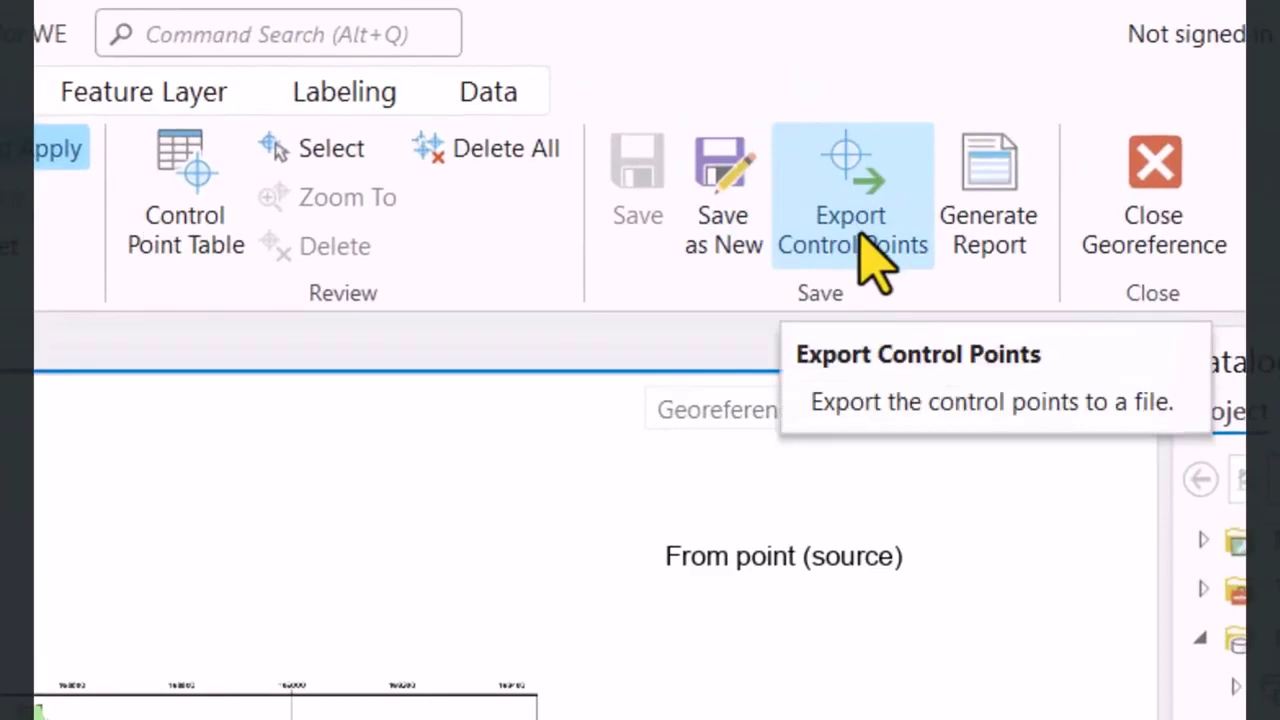 WE
Command Search (Alt+Q)
Not signed in
Feature Layer
Labeling
Data
Apply
Select
Delete All
Zoom To
Delete
Control
Point Table
Review
Save
Save
as New
Export
Control Points
Generate
Report
Save
Close
Georeference
Close
Export Control Points
Export the control points to a file.
Georeferen
From point (source)